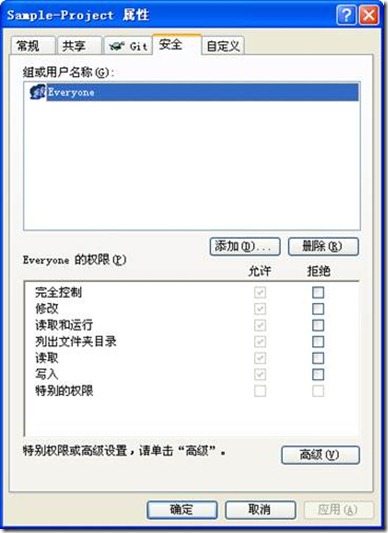 Sample-Project 属性
常规 共享 Git 安全 自定义
组或用户名称(G):
Everyone
添加(D)... 删除(R)
Everyone 的权限(P)
允许 拒绝
完全控制
修改
读取和运行
列出文件夹目录
读取
写入
特别的权限
特别权限或高级设置，请单击“高级”。
高级(V)
确定 取消 应用(A)